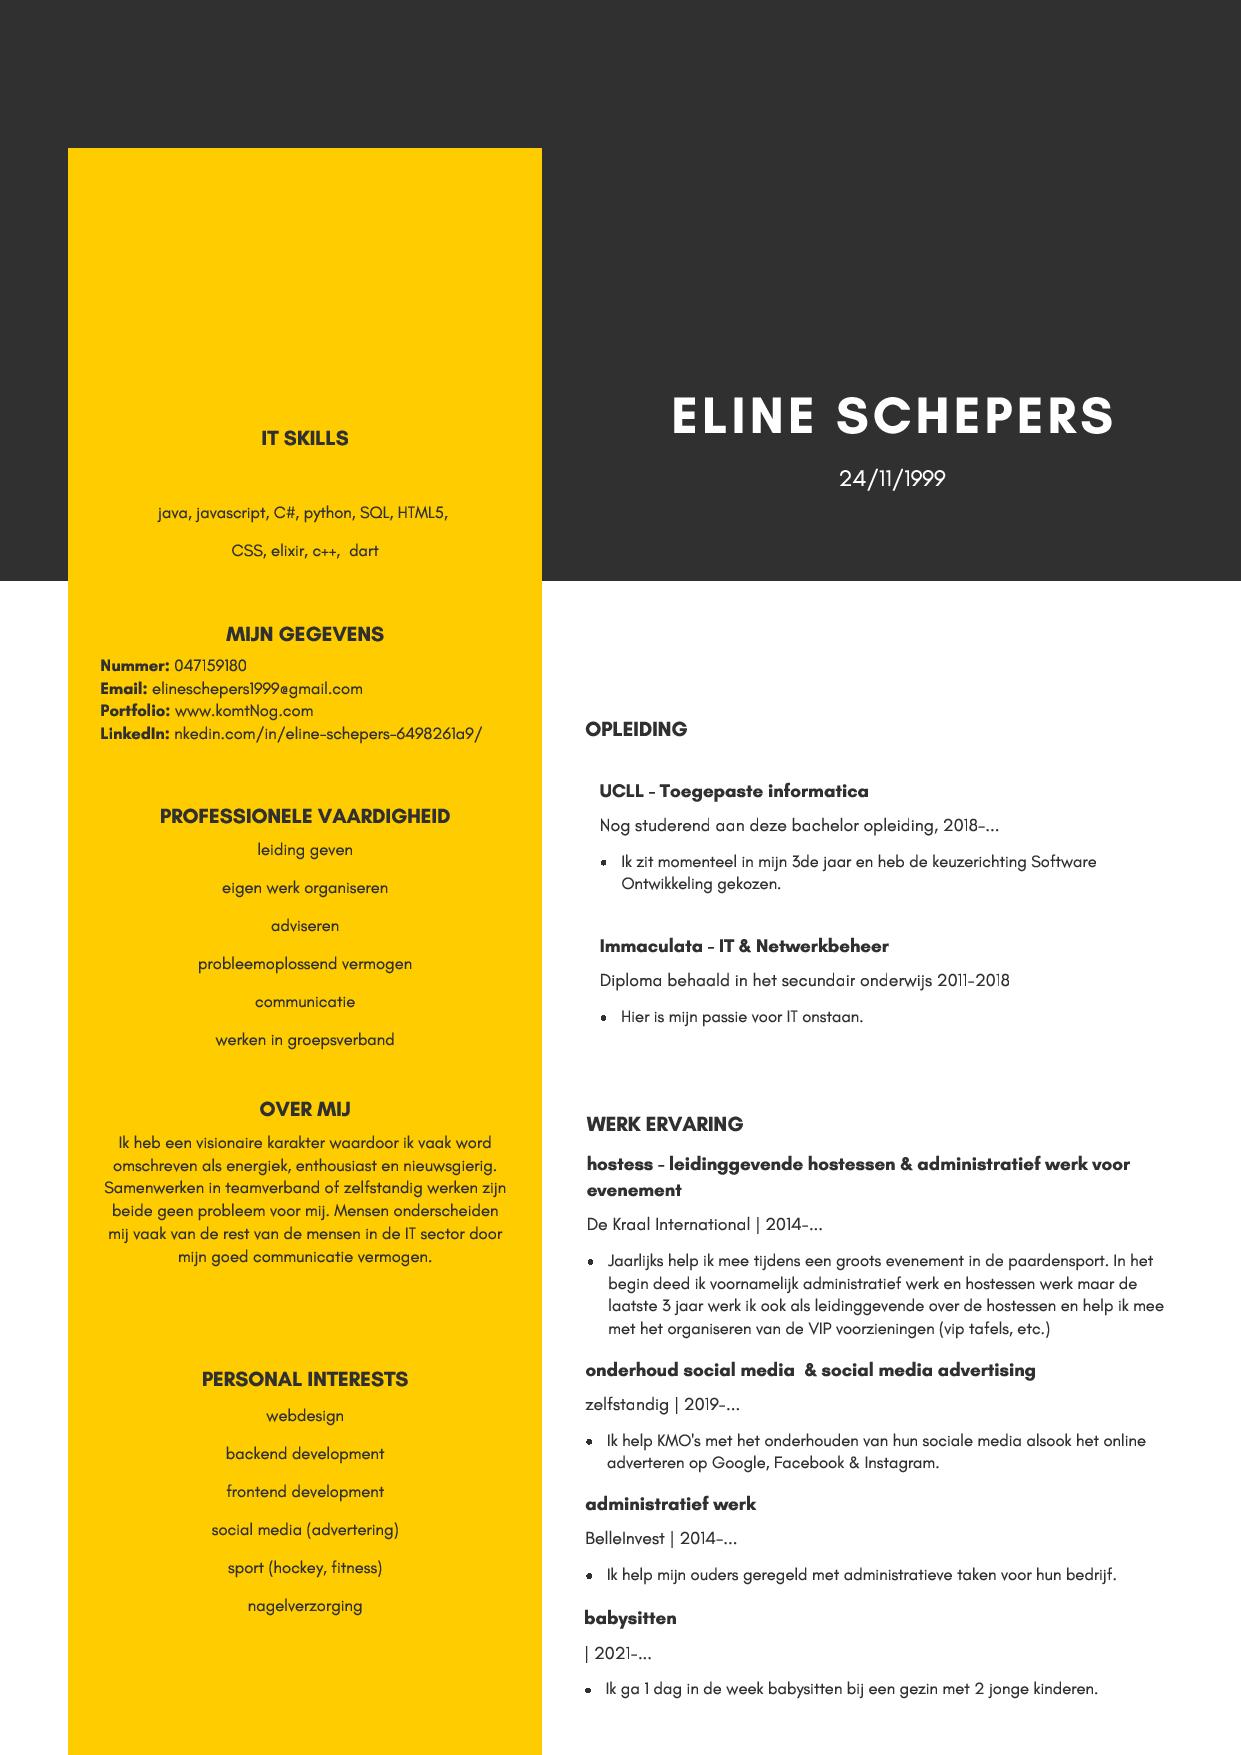 ELINE SCHEPERS
24/11/1999
IT SKILLS
java, javascript, C#, python, SQL, HTML5,
CSS, elixir, c++,  dart
MIJN GEGEVENS
Nummer: 047159180
Email: elineschepers1999@gmail.com
Portfolio: www.komtNog.com
LinkedIn: nkedin.com/in/eline-schepers-6498261a9/
PROFESSIONELE VAARDIGHEID
leiding geven
eigen werk organiseren
adviseren
probleemoplossend vermogen
communicatie
werken in groepsverband
OVER MIJ
Ik heb een visionaire karakter waardoor ik vaak word
omschreven als energiek, enthousiast en nieuwsgierig.
Samenwerken in teamverband of zelfstandig werken zijn
beide geen probleem voor mij. Mensen onderscheiden
mij vaak van de rest van de mensen in de IT sector door
mijn goed communicatie vermogen.
PERSONAL INTERESTS
webdesign
backend development
frontend development
social media (advertering)
sport (hockey, fitness)
nagelverzorging
OPLEIDING
UCLL - Toegepaste informatica
Nog studerend aan deze bachelor opleiding, 2018-...
• Ik zit momenteel in mijn 3de jaar en heb de keuzerichting Software
Ontwikkeling gekozen.
Immaculata - IT & Netwerkbeheer
Diploma behaald in het secundair onderwijs 2011-2018
• Hier is mijn passie voor IT onstaan.
WERK ERVARING
hostess - leidinggevende hostessen & administratief werk voor
evenement
De Kraal International | 2014-...
• Jaarlijks help ik mee tijdens een groots evenement in de paardensport. In het
begin deed ik voornamelijk administratief werk en hostessen werk maar de
laatste 3 jaar werk ik ook als leidinggevende over de hostessen en help ik mee
met het organiseren van de VIP voorzieningen (vip tafels, etc.)
onderhoud social media  & social media advertising
zelfstandig | 2019-...
• Ik help KMO's met het onderhouden van hun sociale media alsook het online
adverteren op Google, Facebook & Instagram.
administratief werk
BelleInvest | 2014-...
• Ik help mijn ouders geregeld met administratieve taken voor hun bedrijf.
babysitten
| 2021-...
• Ik ga 1 dag in de week babysitten bij een gezin met 2 jonge kinderen.